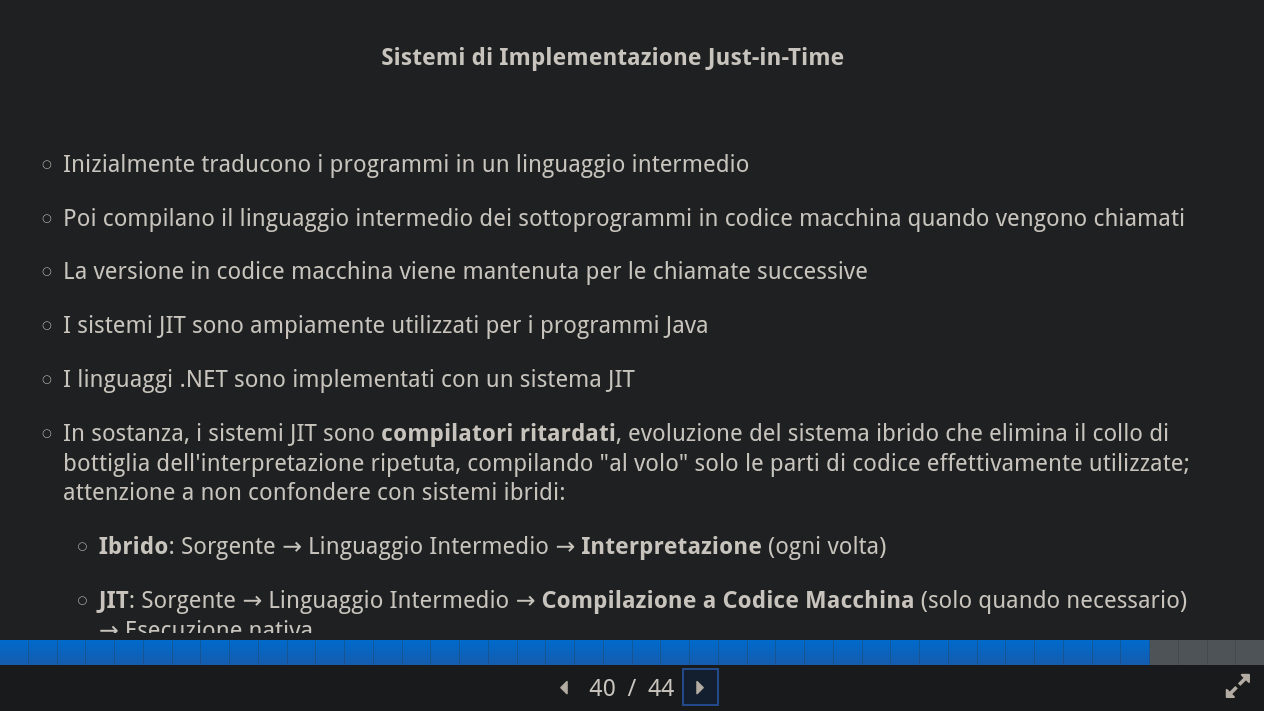 Sistemi di Implementazione Just-in-Time
Inizialmente traducono i programmi in un linguaggio intermedio
Poi compilano il linguaggio intermedio dei sottoprogrammi in codice macchina quando vengono chiamati
La versione in codice macchina viene mantenuta per le chiamate successive
I sistemi JIT sono ampiamente utilizzati per i programmi Java
I linguaggi .NET sono implementati con un sistema JIT
In sostanza, i sistemi JIT sono compilatori ritardati, evoluzione del sistema ibrido che elimina il collo di
bottiglia dell'interpretazione ripetuta, compilando "al volo" solo le parti di codice effettivamente utilizzate;
attenzione a non confondere con sistemi ibridi:
Ibrido: Sorgente → Linguaggio Intermedio → Interpretazione (ogni volta)
JIT: Sorgente → Linguaggio Intermedio → Compilazione a Codice Macchina (solo quando necessario)
→ Esecuzione nativa
40 / 44